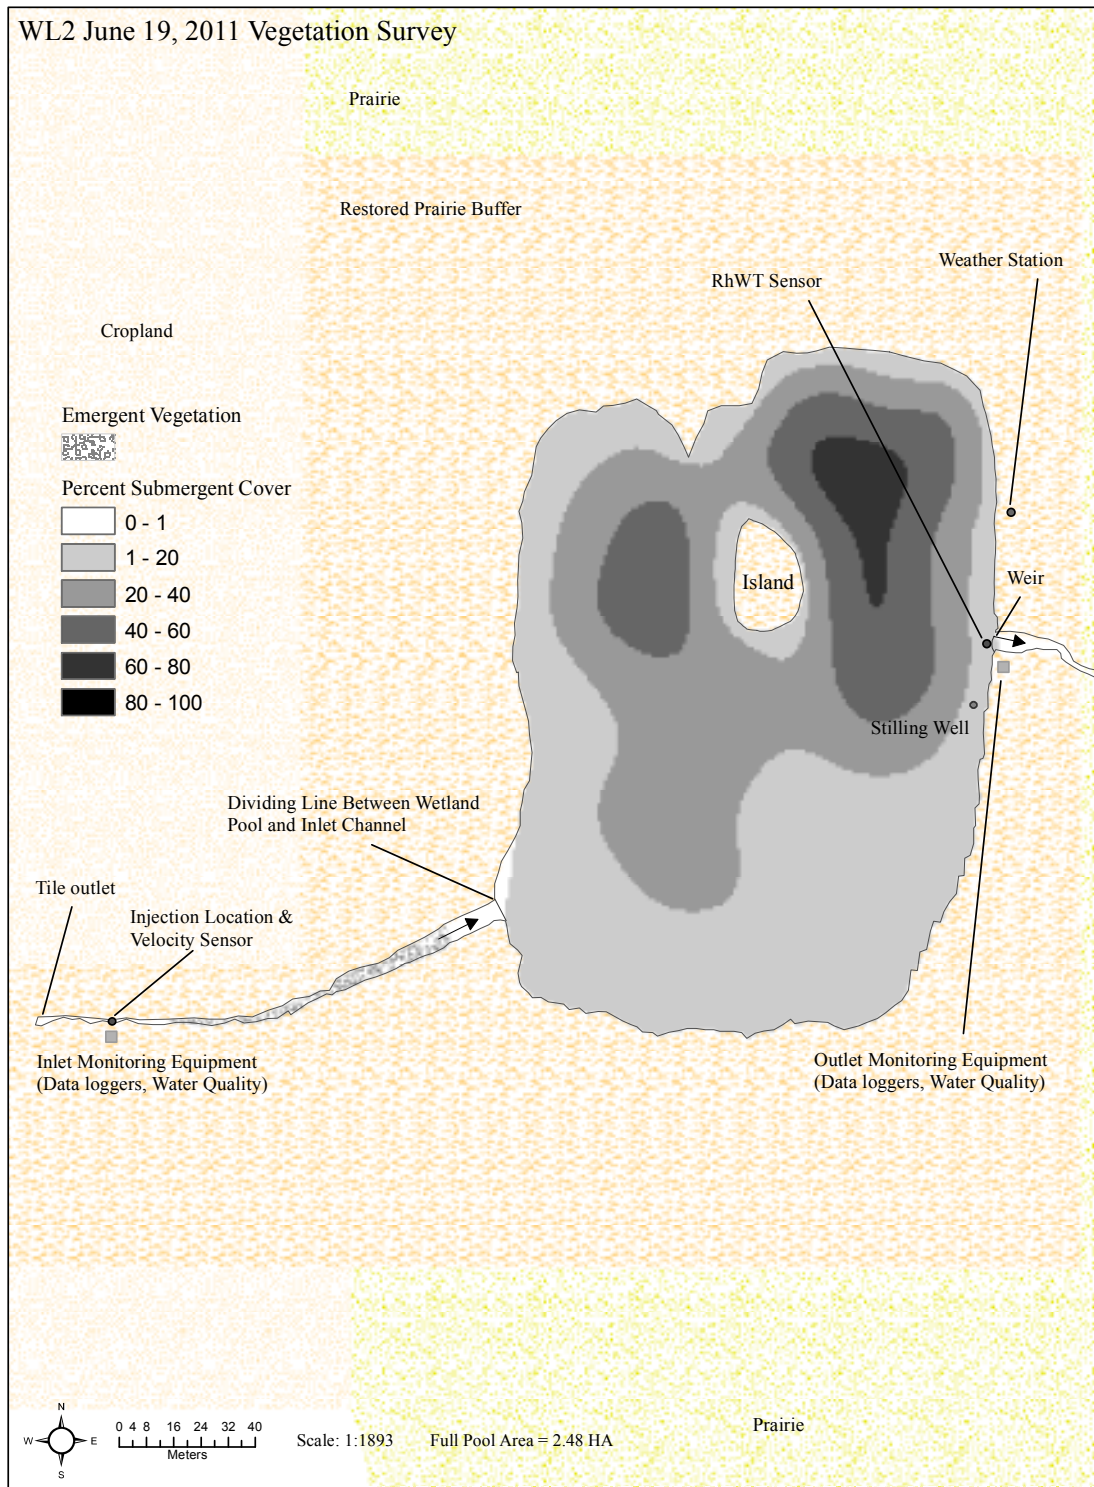 WL2 June 19, 2011 Vegetation Survey
Prairie
Restored Prairie Buffer
Weather Station
RhWT Sensor
Cropland
Emergent Vegetation
Percent Submergent Cover
0 - 1
1 - 20
20 - 40
40 - 60
60 - 80
80 - 100
Island
Weir
Stilling Well
Dividing Line Between Wetland
Pool and Inlet Channel
Tile outlet
Injection Location &
Velocity Sensor
Inlet Monitoring Equipment
(Data loggers, Water Quality)
Outlet Monitoring Equipment
(Data loggers, Water Quality)
N
W E
S
0 4 8 16 24 32 40
Meters
Scale: 1:1893 Full Pool Area = 2.48 HA
Prairie